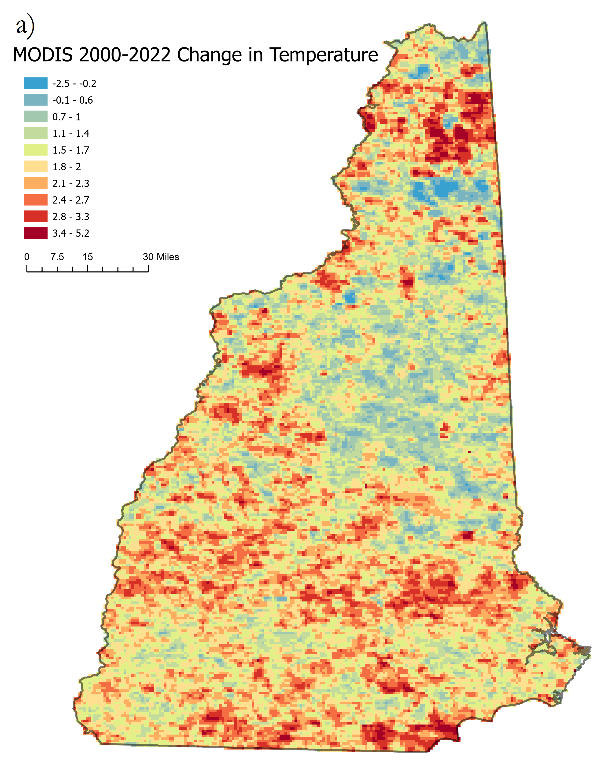 a)
MODIS 2000-2022 Change in Temperature
-2.5 - -0.2
-0.1 - 0.6
0.7 - 1
1.1 - 1.4
1.5 - 1.7
1.8 - 2
2.1 - 2.3
2.4 - 2.7
2.8 - 3.3
3.4 - 5.2
0 7.5 15 30 Miles